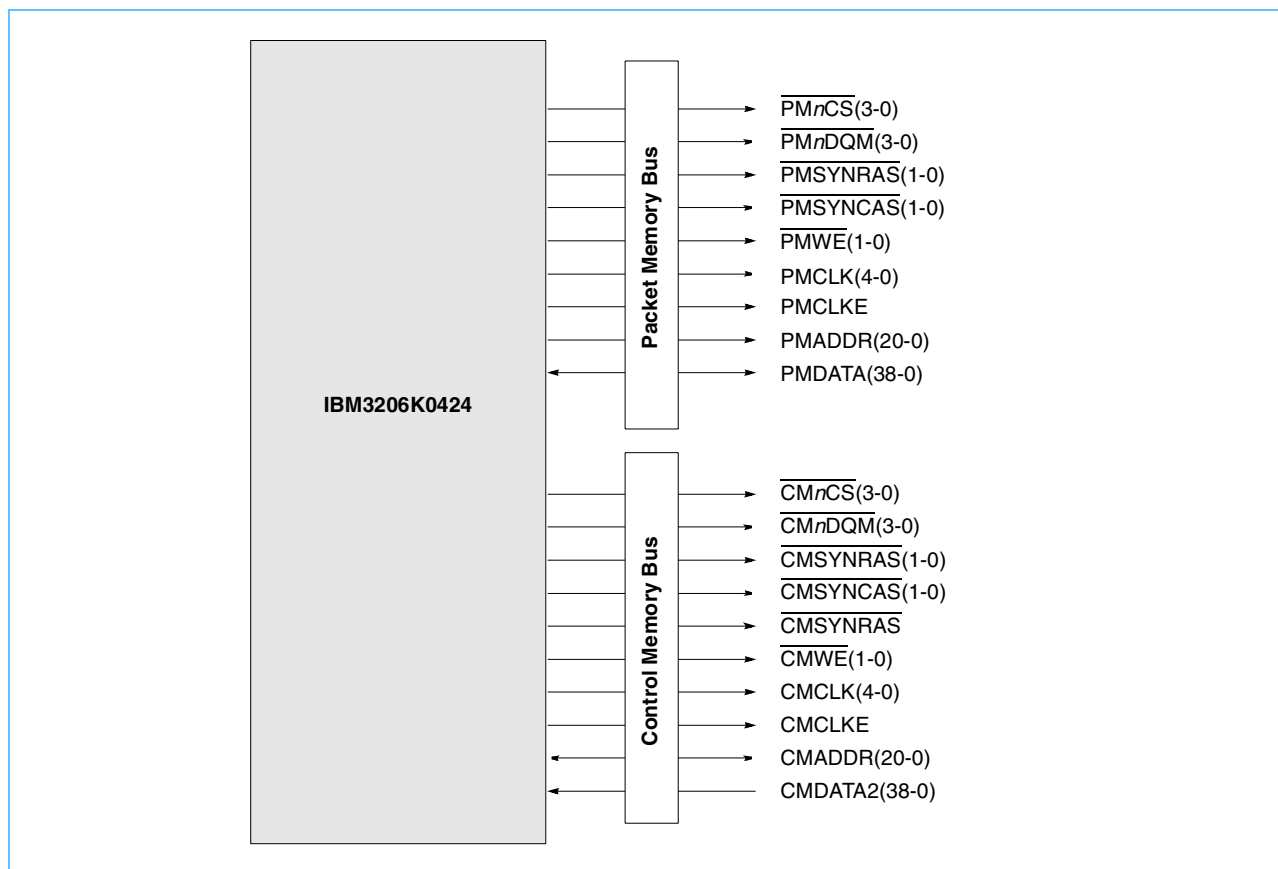 IBM3206K0424
Packet Memory Bus
PMnCS(3-0)
PMnDQM(3-0)
PMSYNRAS(1-0)
PMSYNCAS(1-0)
PMWE(1-0)
PMCLK(4-0)
PMCLKE
PMADDR(20-0)
PMDATA(38-0)
Control Memory Bus
CMnCS(3-0)
CMnDQM(3-0)
CMSYNRAS(1-0)
CMSYNCAS(1-0)
CMSYNRAS
CMWE(1-0)
CMCLK(4-0)
CMCLKE
CMADDR(20-0)
CMDATA2(38-0)